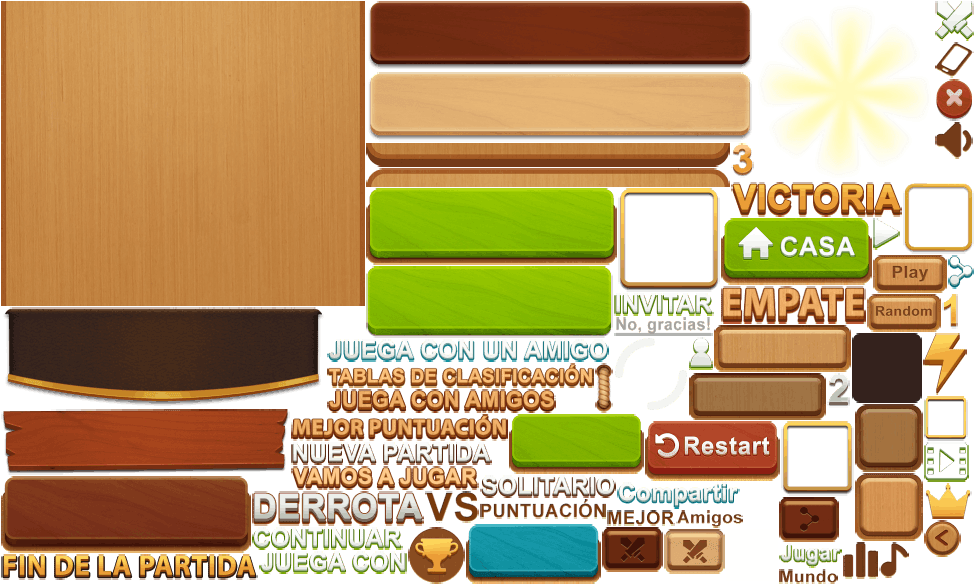 3
VICTORIA
CASA
Play
INVITAR
No, gracias!
EMPATE
Random
1
JUEGA CON UN AMIGO
TABLAS DE CLASIFICACIÓN
JUEGA CON AMIGOS
2
MEJOR PUNTUACIÓN
NUEVA PARTIDA
VAMOS A JUGAR
Restart
DERROTA
VS
SOLITARIO
PUNTUACIÓN
Compartir
MEJOR
Amigos
CONTINUAR
JUEGA CON
FIN DE LA PARTIDA
Jugar
Mundo